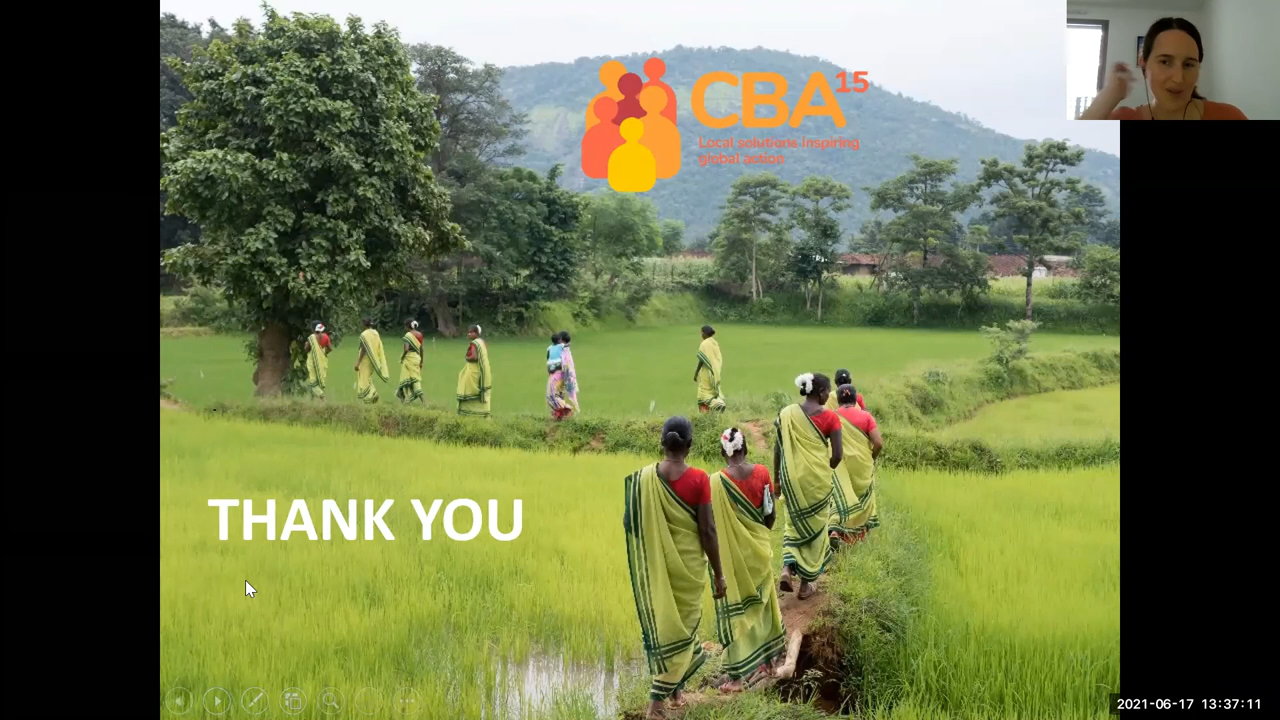 CBA15
Local solutions inspiring
global action
THANK YOU
2021-06-17 13:37:11